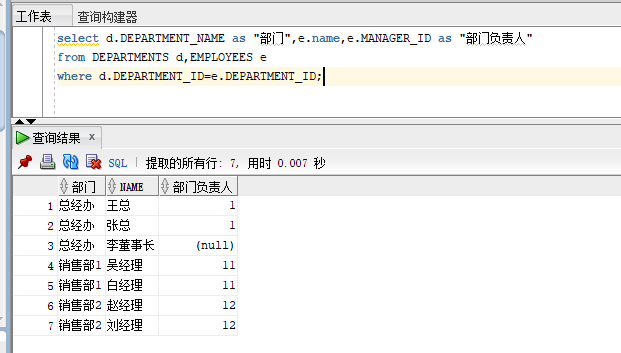 工作表 查询构建器
select d.DEPARTMENT_NAME as "部门",e.name,e.MANAGER_ID as "部门负责人"
from DEPARTMENTS d,EMPLOYEES e
where d.DEPARTMENT_ID=e.DEPARTMENT_ID;
查询结果 x
SQL | 提取的所有行: 7, 用时 0.007 秒
部门 NAME 部门负责人
1 总经办 王总 1
2 总经办 张总 1
3 总经办 李董事长 (null)
4 销售部1 吴经理 11
5 销售部1 白经理 11
6 销售部2 赵经理 12
7 销售部2 刘经理 12